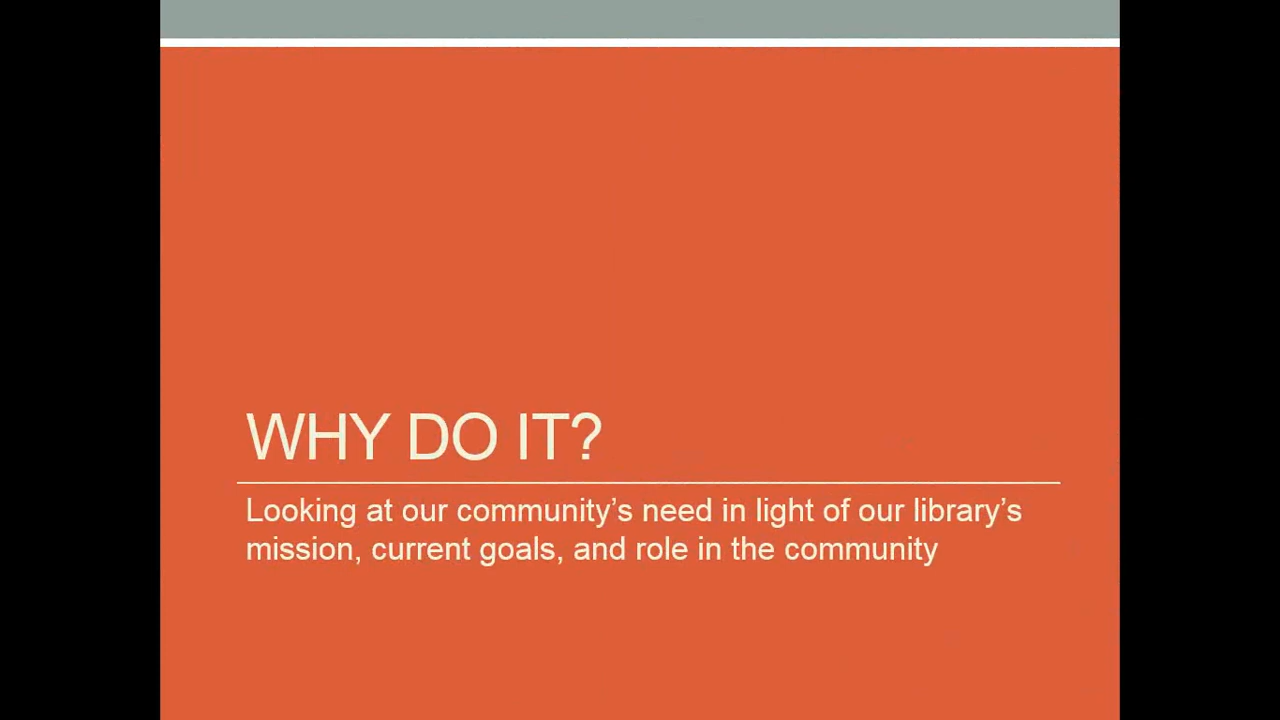 WHY DO IT?
Looking at our community’s need in light of our library’s
mission, current goals, and role in the community